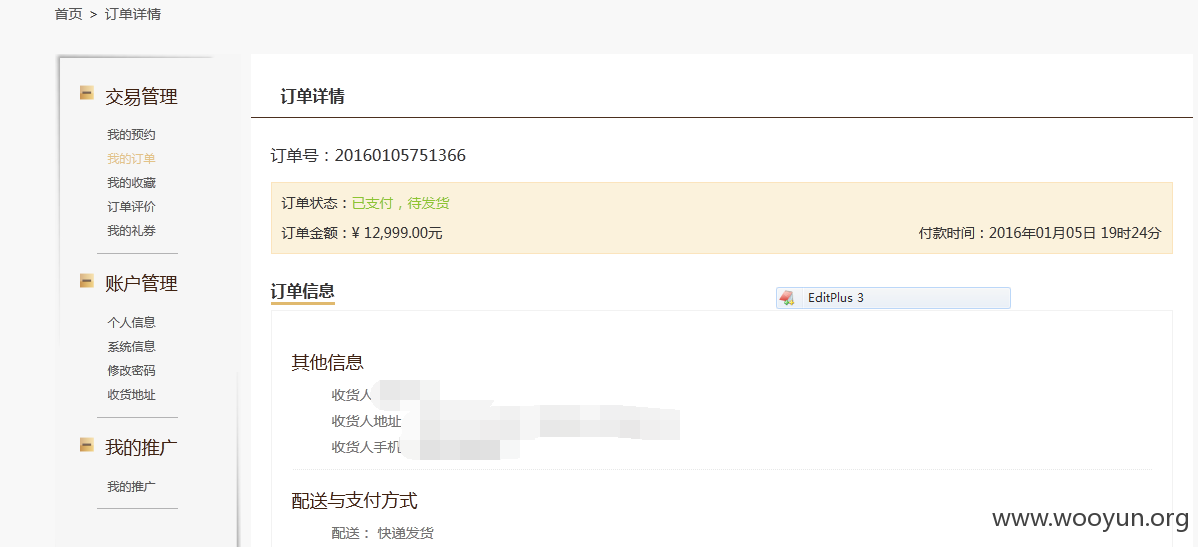 首页 > 订单详情
交易管理
我的预约
我的订单
我的收藏
订单评价
我的礼券
账户管理
个人信息
系统信息
修改密码
收货地址
我的推广
我的推广
订单详情
订单号：20160105751366
订单状态：已支付，待发货
订单金额：¥ 12,999.00元 付款时间：2016年01月05日 19时24分
订单信息
EditPlus 3
其他信息
收货人
收货人地址
收货人手机
配送与支付方式
配送： 快递发货
www.wooyun.org